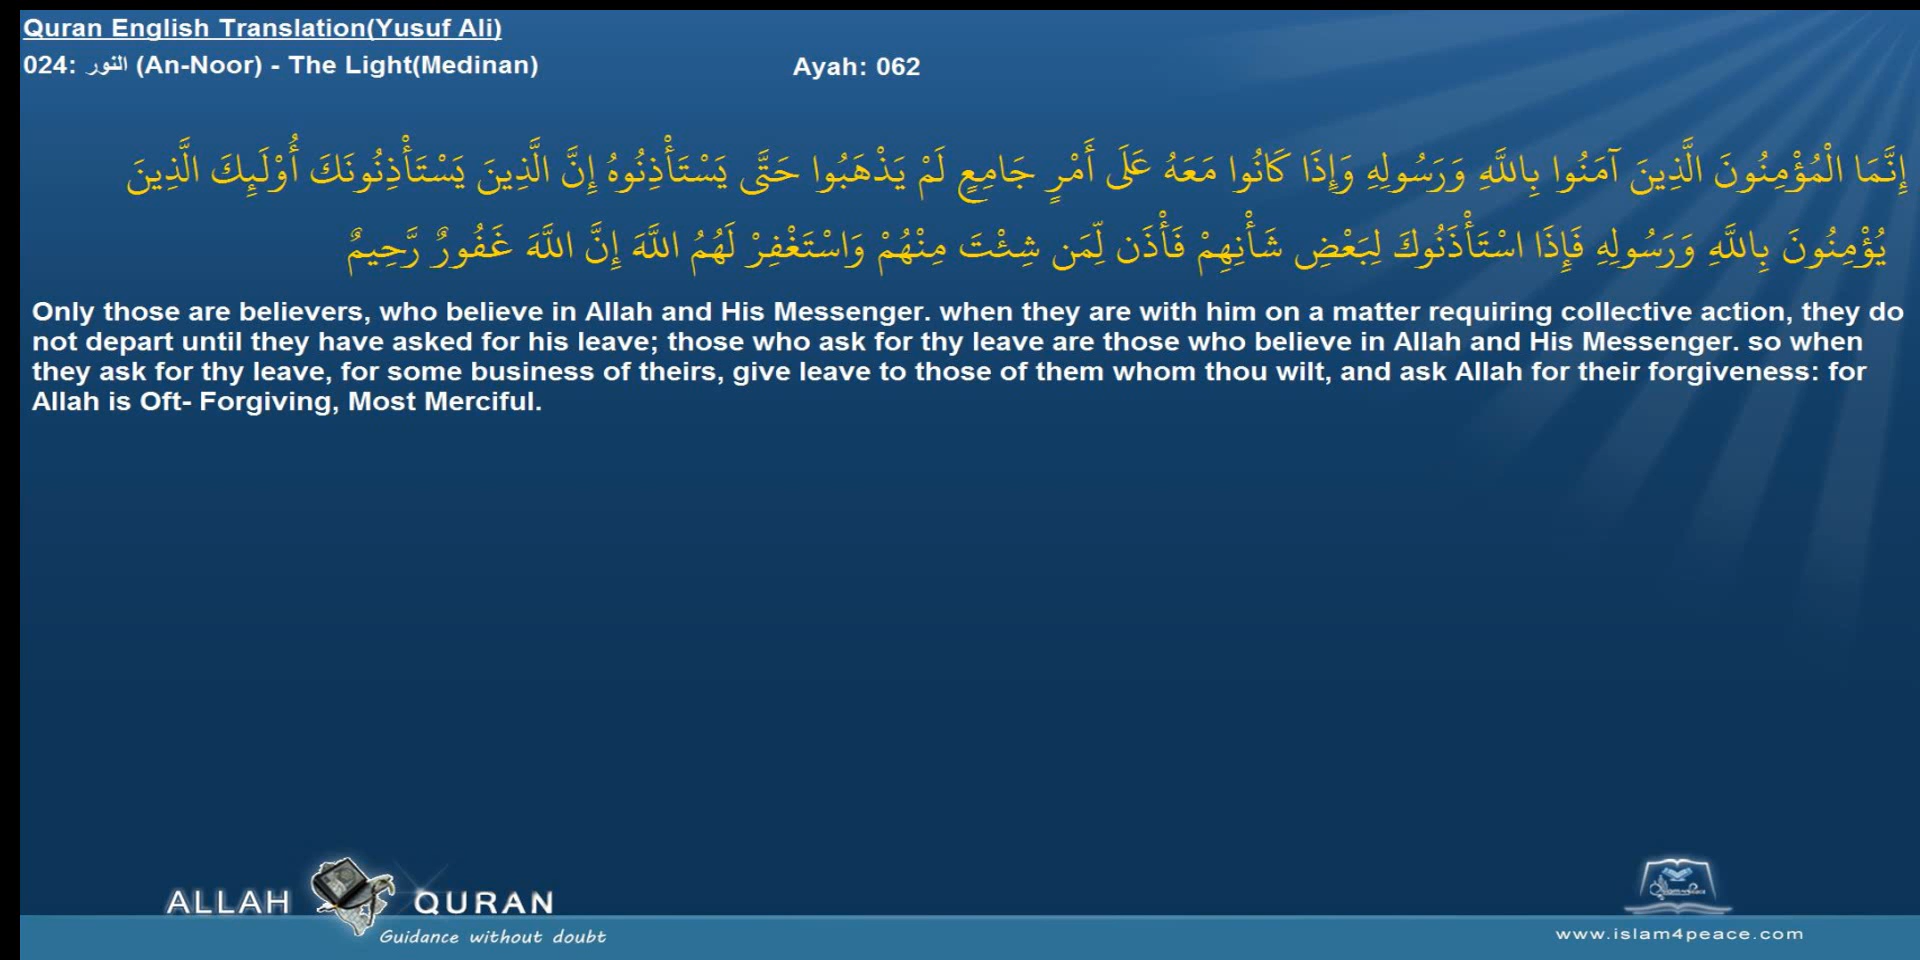 Quran English Translation(Yusuf Ali)
024: النور (An-Noor) - The Light(Medinan) Ayah: 062
إِنَّمَا الْمُؤْمِنُونَ الَّذِينَ آمَنُوا بِاللَّهِ وَرَسُولِهِ وَإِذَا كَانُوا مَعَهُ عَلَى أَمْرٍ جَامِعٍ لَمْ يَذْهَبُوا حَتَّى يَسْتَأْذِنُوهُ إِنَّ الَّذِينَ يَسْتَأْذِنُونَكَ أُوْلَئِكَ الَّذِينَ
يُؤْمِنُونَ بِاللَّهِ وَرَسُولِهِ فَإِذَا اسْتَأْذَنُوكَ لِبَعْضِ شَأْنِهِمْ فَأْذَن لِّمَن شِئْتَ مِنْهُمْ وَاسْتَغْفِرْ لَهُمُ اللَّهَ إِنَّ اللَّهَ غَفُورٌ رَّحِيمٌ
Only those are believers, who believe in Allah and His Messenger. when they are with him on a matter requiring collective action, they do
not depart until they have asked for his leave; those who ask for thy leave are those who believe in Allah and His Messenger. so when
they ask for thy leave, for some business of theirs, give leave to those of them whom thou wilt, and ask Allah for their forgiveness: for
Allah is Oft- Forgiving, Most Merciful.
ALLAH QURAN
Guidance without doubt
www.islam4peace.com